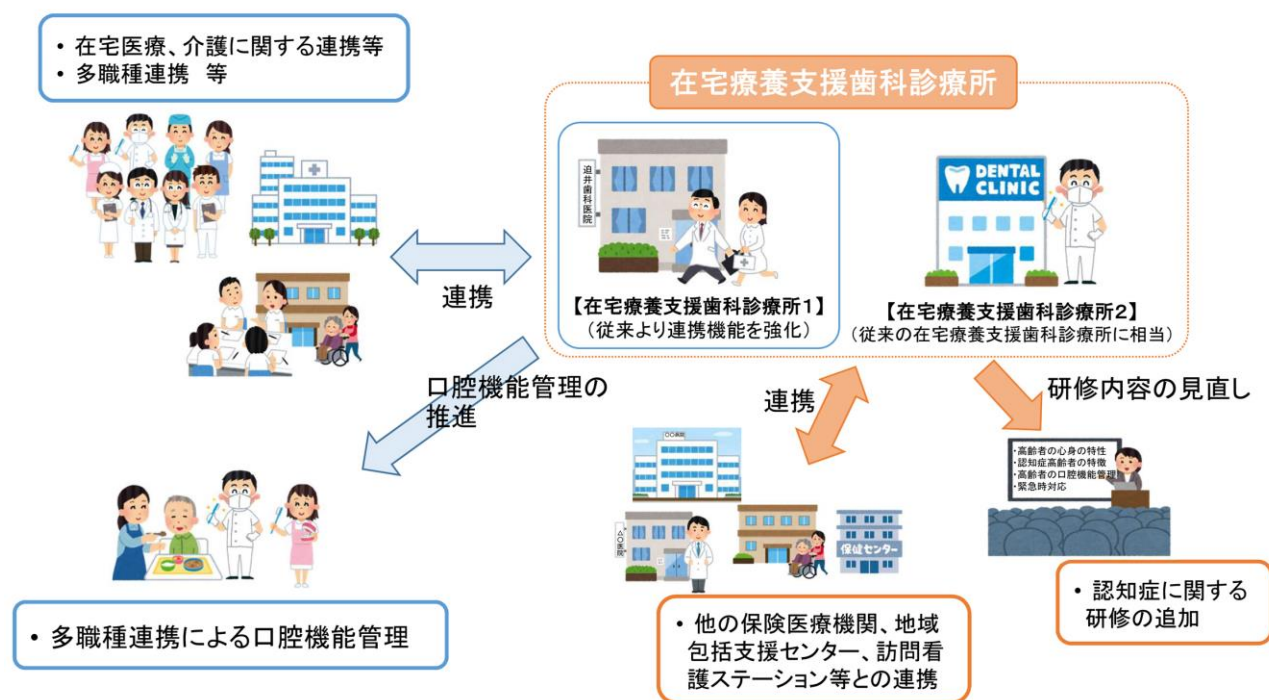 ・ 在宅医療、介護に関する連携等
・ 多職種連携 等
在宅療養支援歯科診療所
迫井歯科医院
DENTAL
CLINIC
【在宅療養支援歯科診療所１】
（従来より連携機能を強化）
【在宅療養支援歯科診療所２】
（従来の在宅療養支援歯科診療所に相当）
連携
口腔機能管理の
推進
連携
研修内容の見直し
〇〇医院
△〇医院
保健センター
・高齢者の心身の特性
・認知症高齢者の特徴
・高齢者の口腔機能管理
・緊急時対応
・ 多職種連携による口腔機能管理
・ 他の保険医療機関、地域
包括支援センター、訪問看
護ステーション等との連携
・ 認知症に関する
研修の追加